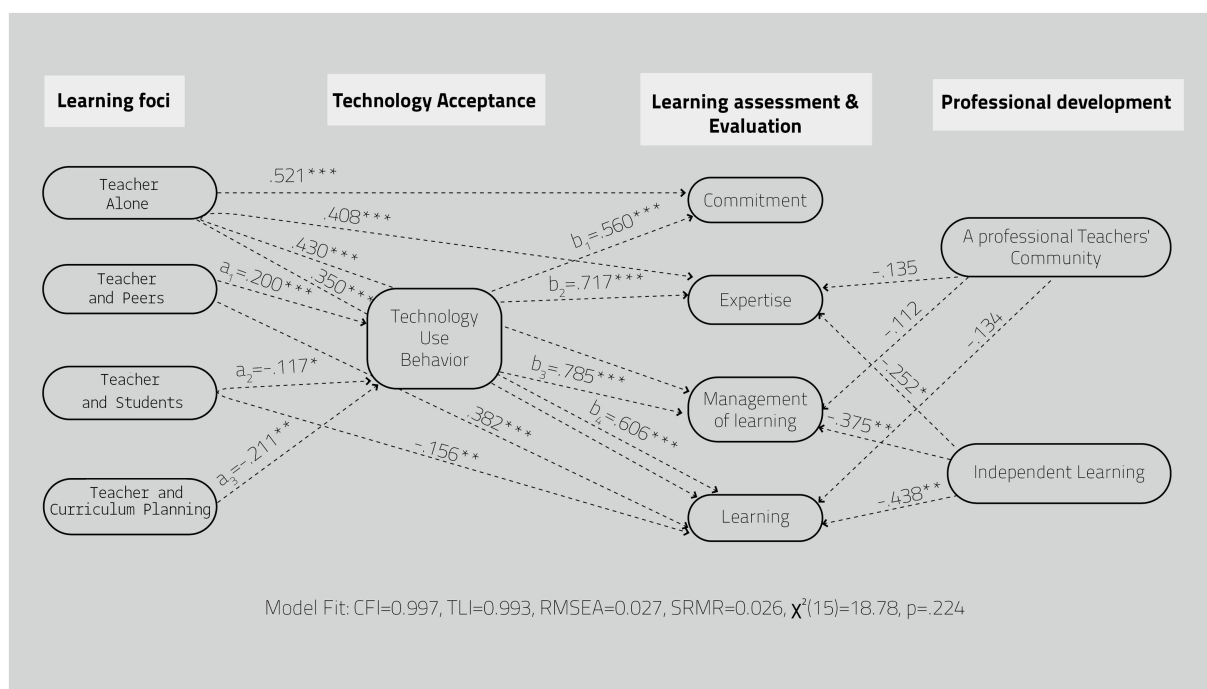 Learning foci
Technology Acceptance
Learning assessment &
Evaluation
Professional development
Teacher
Alone
Teacher
and Peers
Teacher
and Students
Teacher and
Curriculum Planning
Technology
Use
Behavior
Commitment
Expertise
Management
of learning
Learning
A professional Teachers'
Community
Independent Learning
.521***
.408***
.430***
.350***
a₁=.200***
a₂=-.117*
a₃=-.211**
b₁=.560***
b₂=.717***
b₃=.785***
b₄=.606***
.382***
-.156**
-.135
-.112
-.134
-.252*
-.375**
-.438**
Model Fit: CFI=0.997, TLI=0.993, RMSEA=0.027, SRMR=0.026, χ²(15)=18.78, p=.224